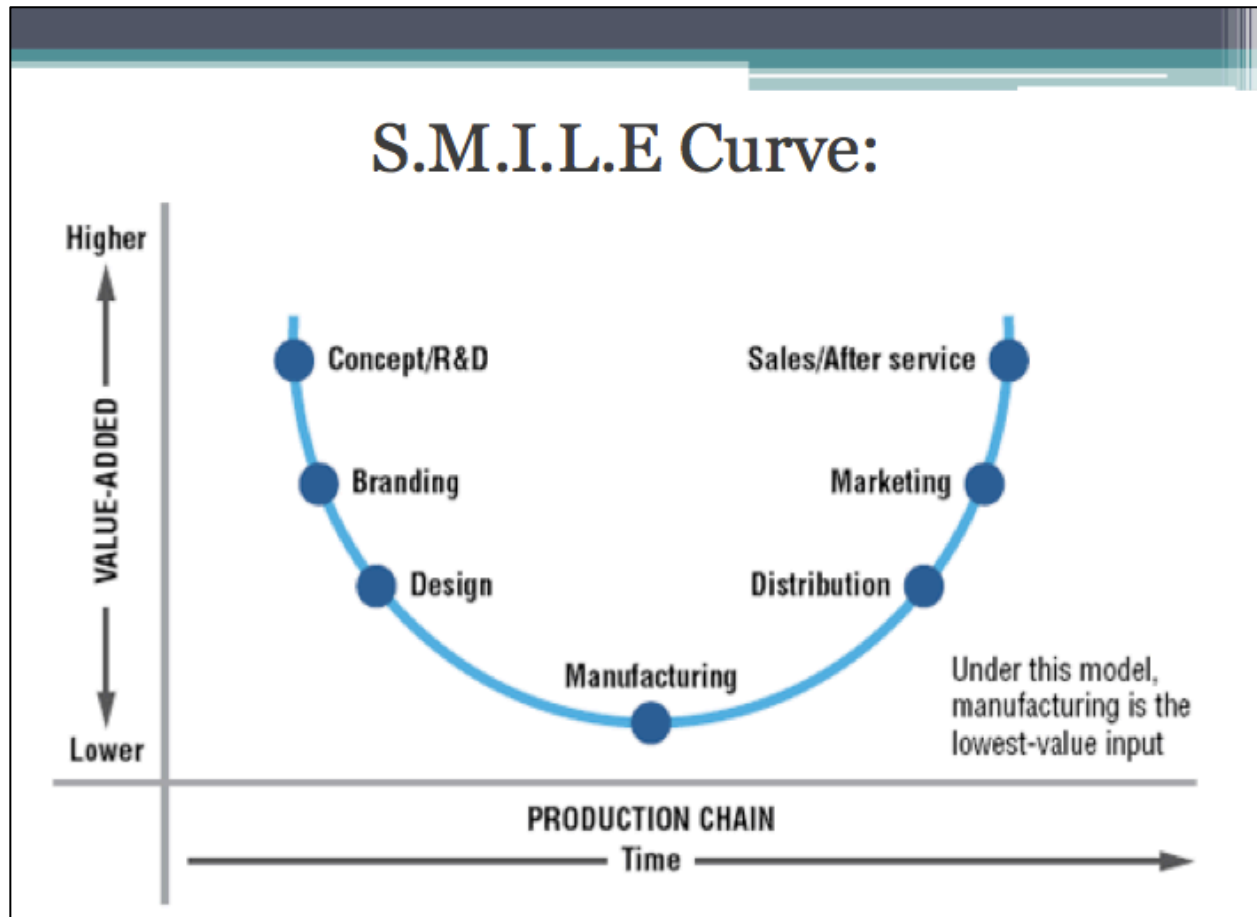 S.M.I.L.E Curve:
Higher
VALUE-ADDED
Lower
Concept/R&D
Branding
Design
Manufacturing
Distribution
Marketing
Sales/After service
Under this model,
manufacturing is the
lowest-value input
PRODUCTION CHAIN
Time